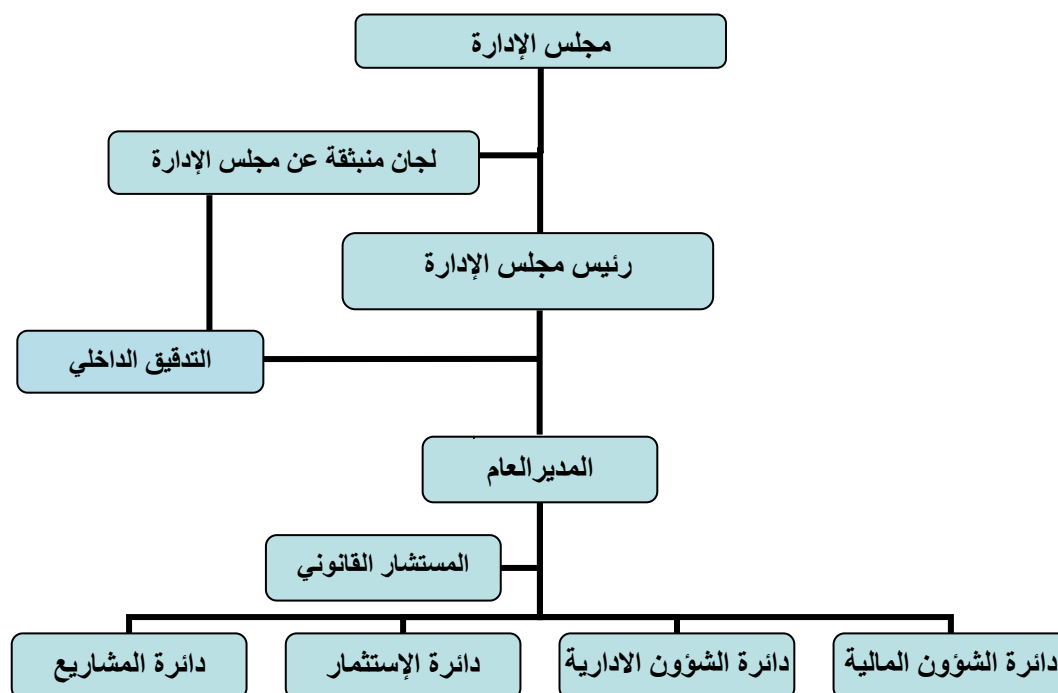 مجلس الإدارة
لجان منبثقة عن مجلس الإدارة
رئيس مجلس الإدارة
التدقيق الداخلي
المديرالعام
المستشار القانوني
دائرة الشؤون المالية
دائرة الشؤون الادارية
دائرة الإستثمار
دائرة المشاريع